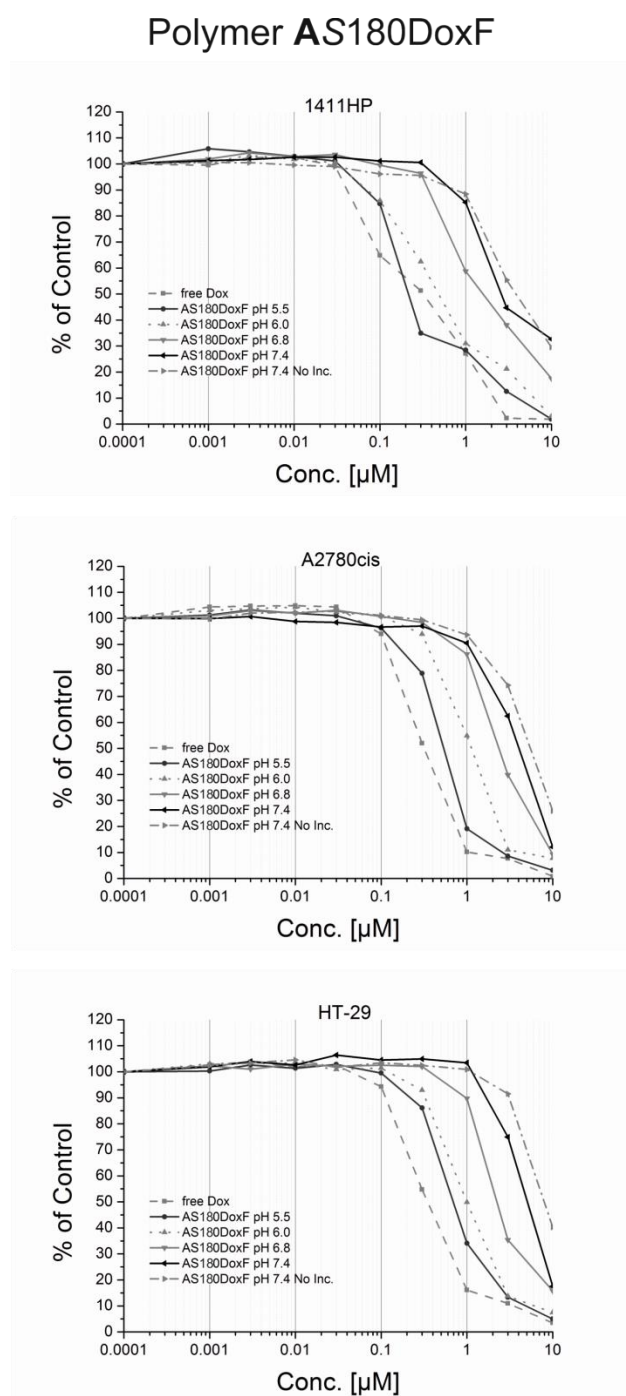 Polymer AS180DoxF
1411HP
120
110
100
90
80
70
60
50
40
30
20
10
0
% of Control
free Dox
AS180DoxF pH 5.5
AS180DoxF pH 6.0
AS180DoxF pH 6.8
AS180DoxF pH 7.4
AS180DoxF pH 7.4 No Inc.
0.0001 0.001 0.01 0.1 1 10
Conc. [µM]
A2780cis
120
110
100
90
80
70
60
50
40
30
20
10
0
% of Control
free Dox
AS180DoxF pH 5.5
AS180DoxF pH 6.0
AS180DoxF pH 6.8
AS180DoxF pH 7.4
AS180DoxF pH 7.4 No Inc.
0.0001 0.001 0.01 0.1 1 10
Conc. [µM]
HT-29
120
110
100
90
80
70
60
50
40
30
20
10
0
% of Control
free Dox
AS180DoxF pH 5.5
AS180DoxF pH 6.0
AS180DoxF pH 6.8
AS180DoxF pH 7.4
AS180DoxF pH 7.4 No Inc.
0.0001 0.001 0.01 0.1 1 10
Conc. [µM]